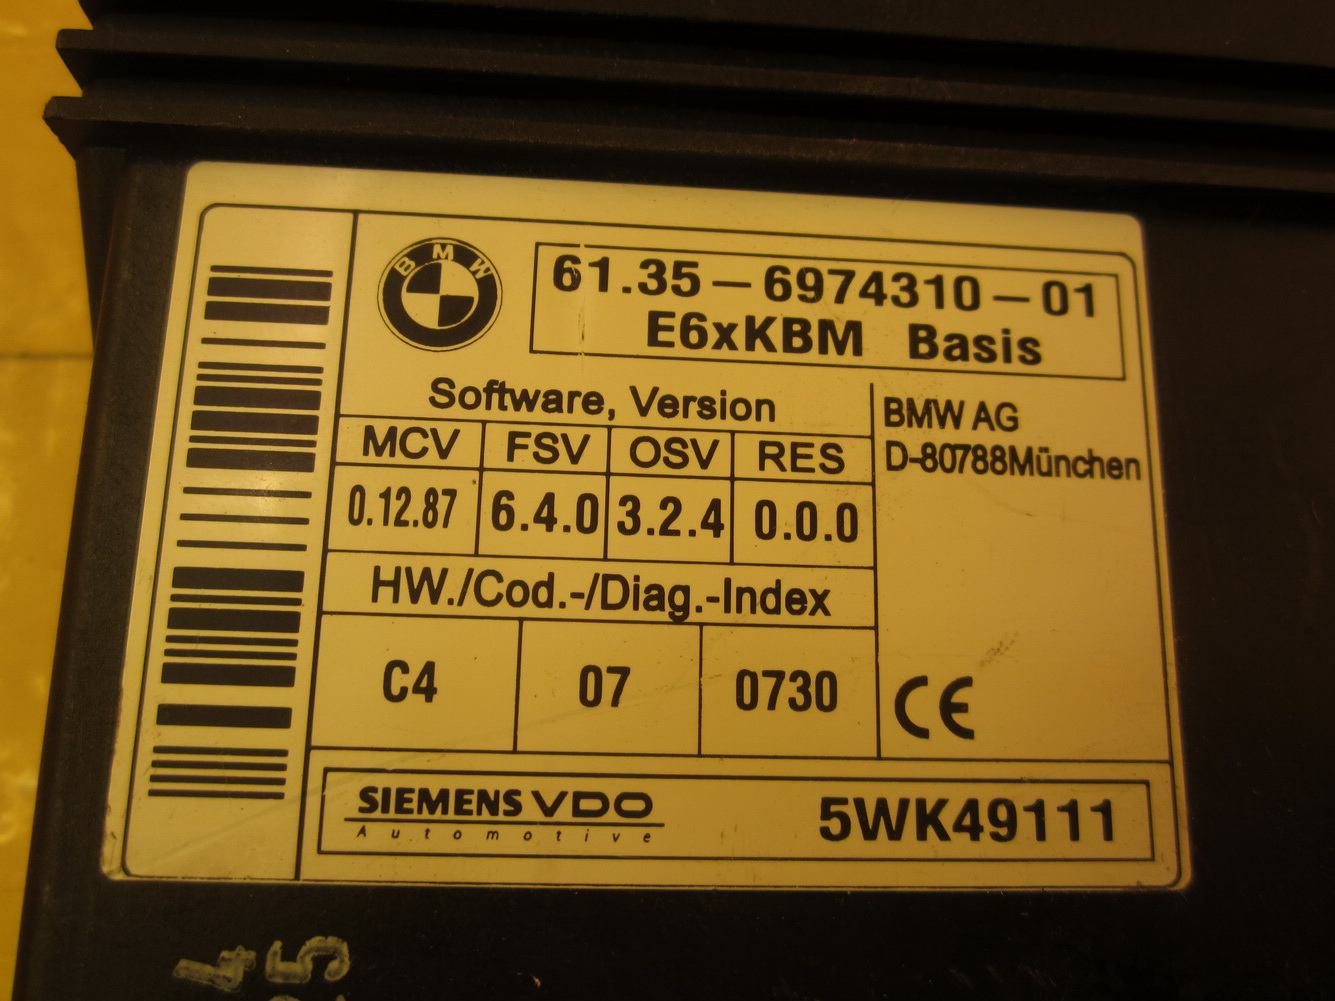 BMW
61.35-6974310-01
E6xKBM Basis
Software, Version
MCV FSV OSV RES
0.12.87 6.4.0 3.2.4 0.0.0
BMW AG
D-80788München
HW./Cod.-/Diag.-Index
C4 07 0730
CE
SIEMENS VDO
Automotive
5WK49111
4
25